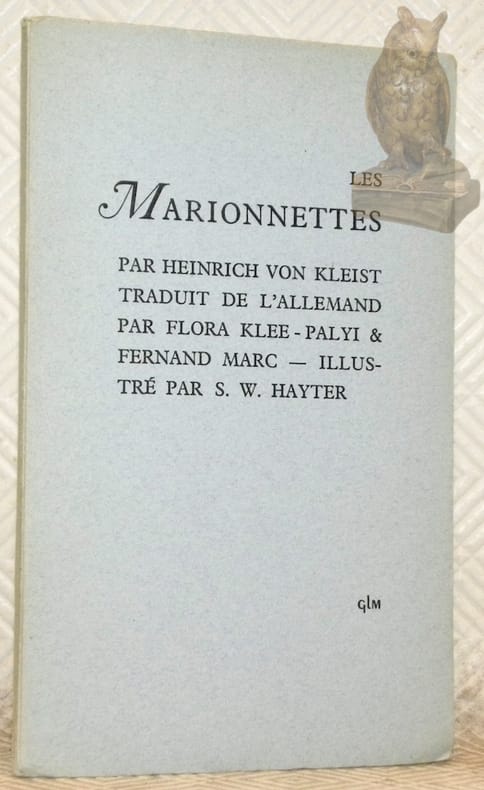 LES
MARIONNETTES
PAR HEINRICH VON KLEIST
TRADUIT DE L'ALLEMAND
PAR FLORA KLEE-PALYI &
FERNAND MARC — ILLUS-
TRÉ PAR S. W. HAYTER
GLM